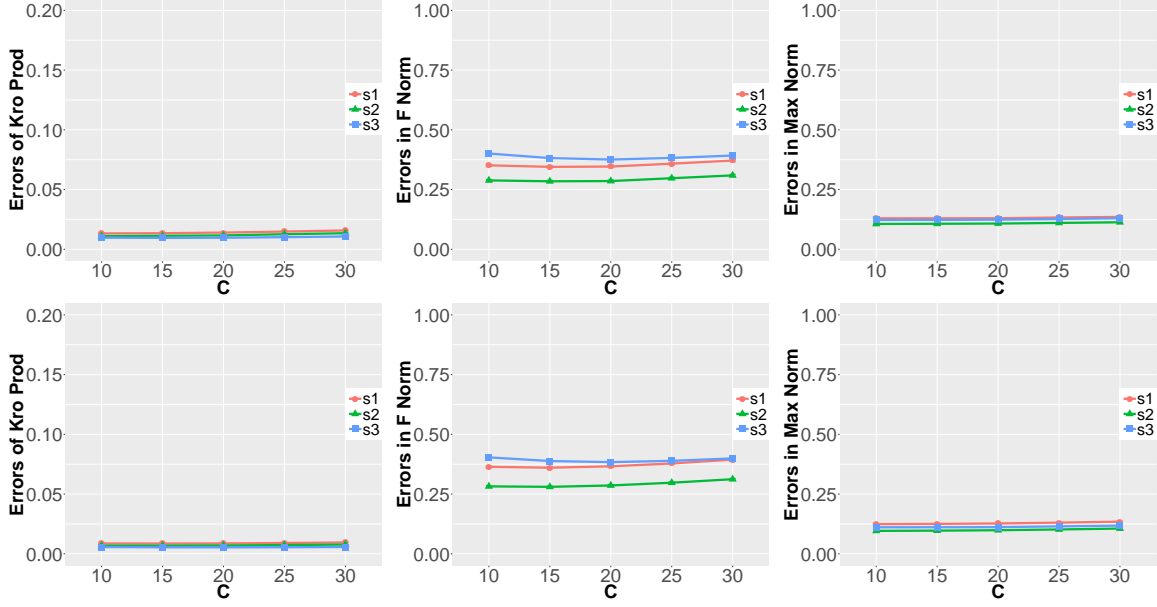 Errors of Kro Prod
0.20
0.15
0.10
0.05
0.00
10 15 20 25 30
C
s1
s2
s3
Errors in F Norm
1.00
0.75
0.50
0.25
0.00
10 15 20 25 30
C
s1
s2
s3
Errors in Max Norm
1.00
0.75
0.50
0.25
0.00
10 15 20 25 30
C
s1
s2
s3
Errors of Kro Prod
0.20
0.15
0.10
0.05
0.00
10 15 20 25 30
C
s1
s2
s3
Errors in F Norm
1.00
0.75
0.50
0.25
0.00
10 15 20 25 30
C
s1
s2
s3
Errors in Max Norm
1.00
0.75
0.50
0.25
0.00
10 15 20 25 30
C
s1
s2
s3